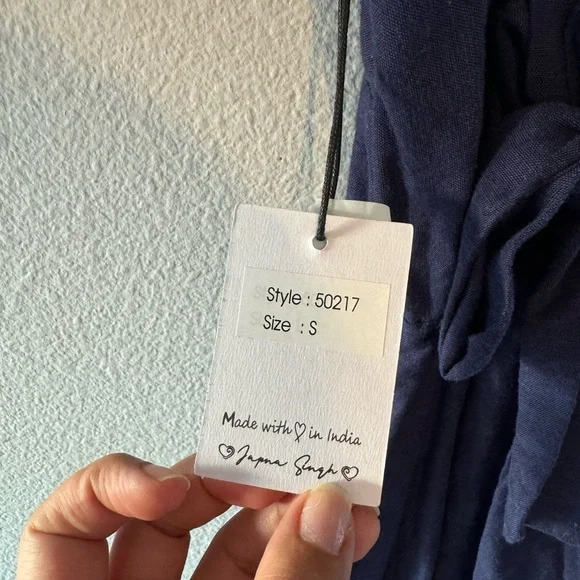 Style : 50217
Size : S
Made with ♡ in India
Japna Singh